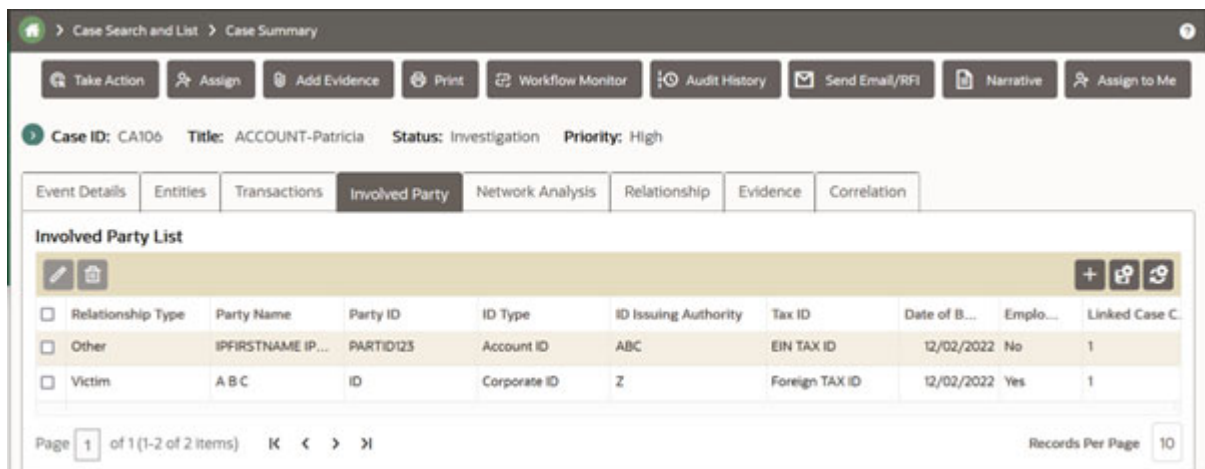 > Case Search and List > Case Summary ?
Take Action Assign Add Evidence Print Workflow Monitor Audit History Send Email/RFI Narrative Assign to Me
Case ID: CA106 Title: ACCOUNT-Patricia Status: Investigation Priority: High
Event Details Entities Transactions Involved Party Network Analysis Relationship Evidence Correlation
Involved Party List
Relationship Type Party Name Party ID ID Type ID Issuing Authority Tax ID Date of B... Emplo... Linked Case C.
Other IPFIRSTNAME IP... PARTID123 Account ID ABC EIN TAX ID 12/02/2022 No 1
Victim A B C ID Corporate ID Z Foreign TAX ID 12/02/2022 Yes 1
Page 1 of 1 (1-2 of 2 items) K < > >| Records Per Page 10